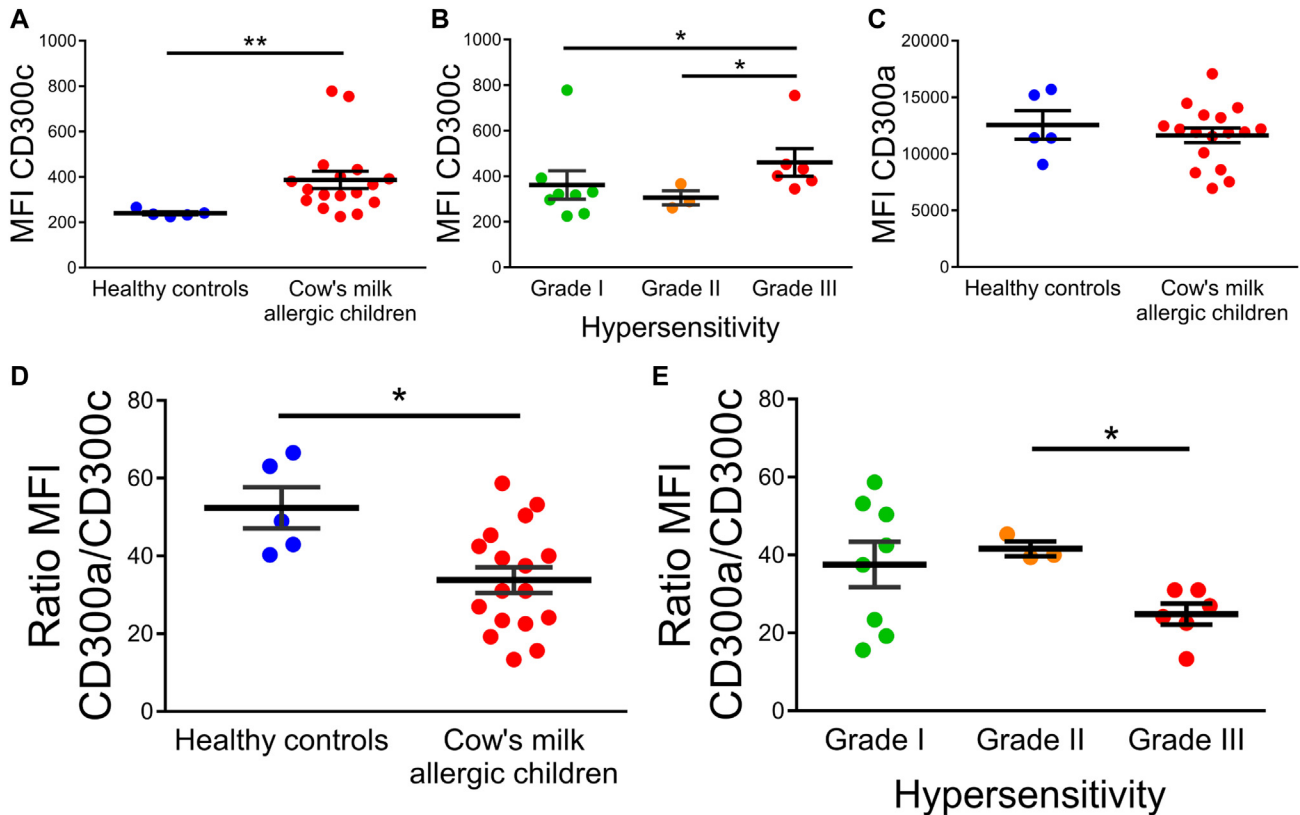 A
MFI CD300c
1000
800
600
400
200
0
**
Healthy controls
Cow's milk
allergic children
B
MFI CD300c
1000
800
600
400
200
0
*
*
Grade I
Grade II
Grade III
Hypersensitivity
C
MFI CD300a
20000
15000
10000
5000
0
Healthy controls
Cow's milk
allergic children
D
Ratio MFI
CD300a/CD300c
80
60
40
20
0
*
Healthy controls
Cow's milk
allergic children
E
Ratio MFI
CD300a/CD300c
80
60
40
20
0
*
Grade I
Grade II
Grade III
Hypersensitivity